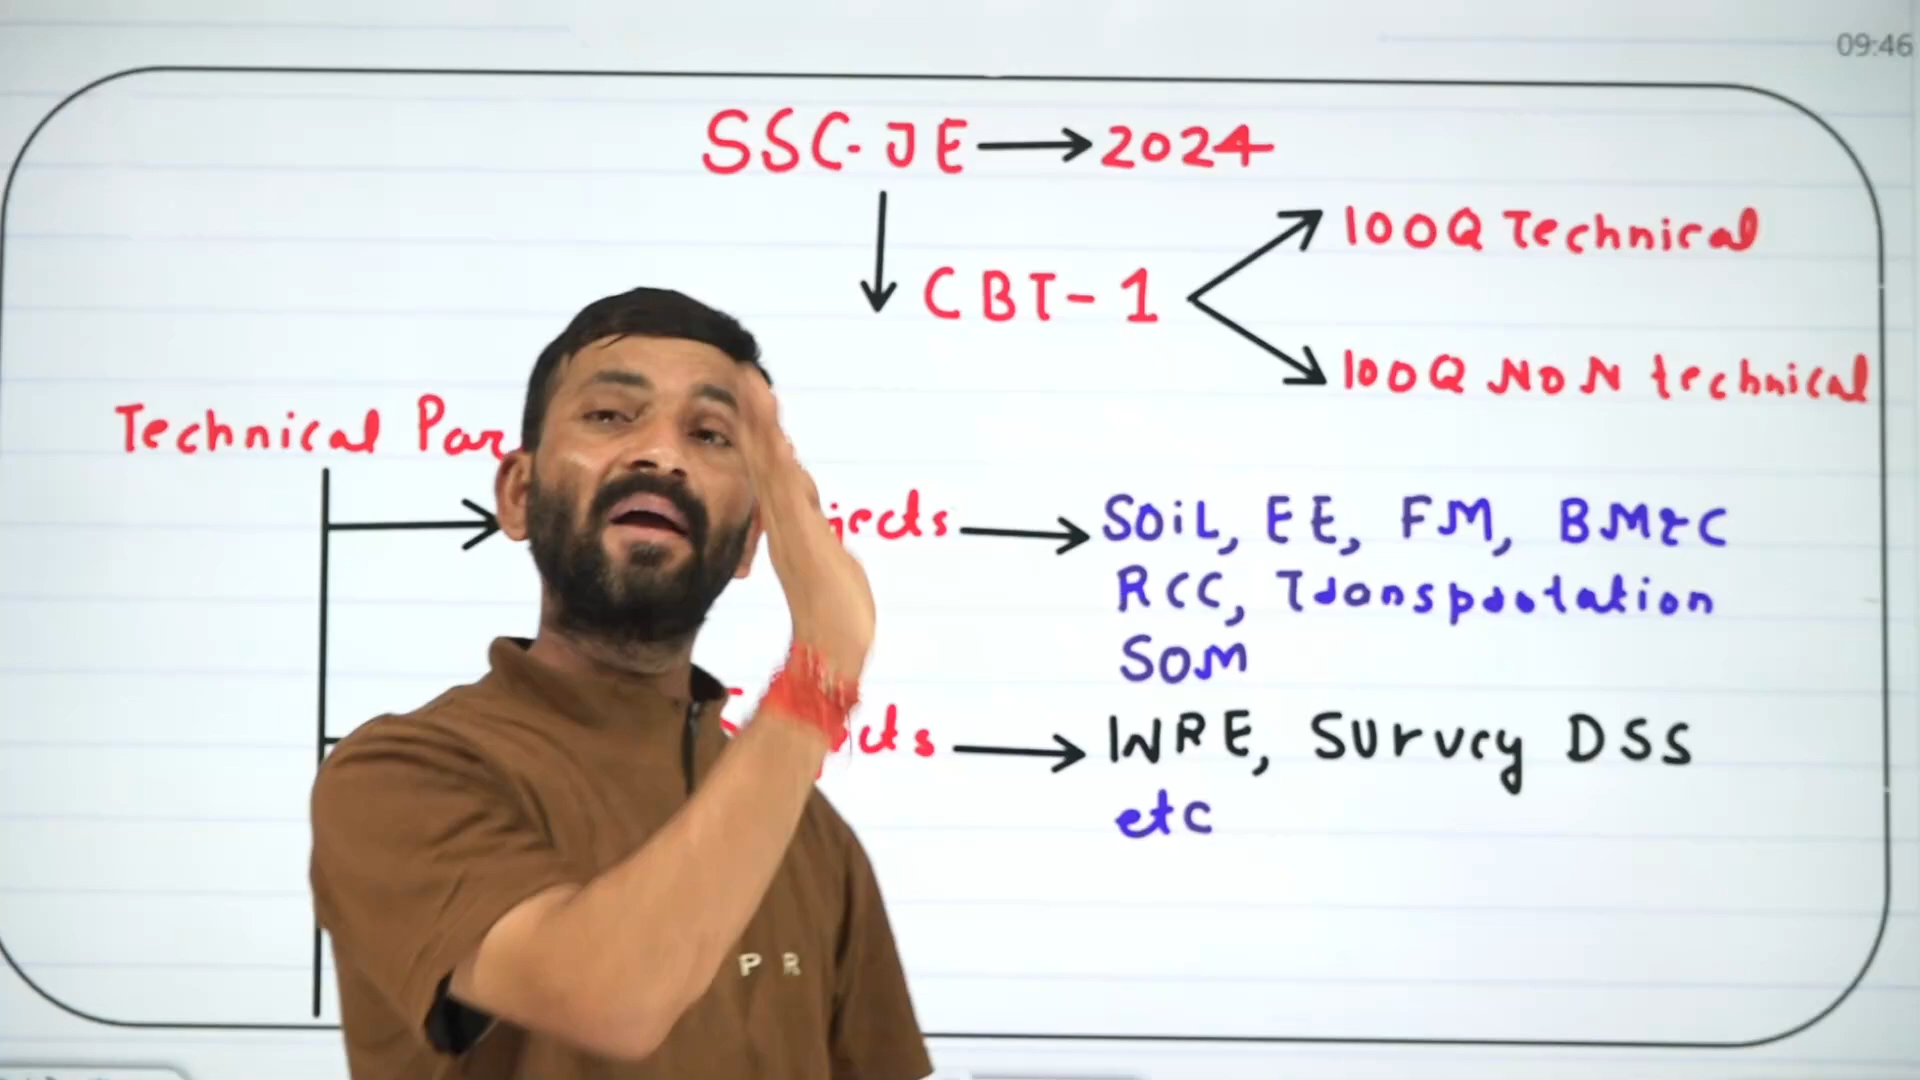 09:46
SSC-JE → 2024
100Q Technical
CBT-1
100Q NON technical
Technical
SOiL, EE, FM, BM&C
RCC, Transportation
SOM
WRE, Survey DSS
etc
P R